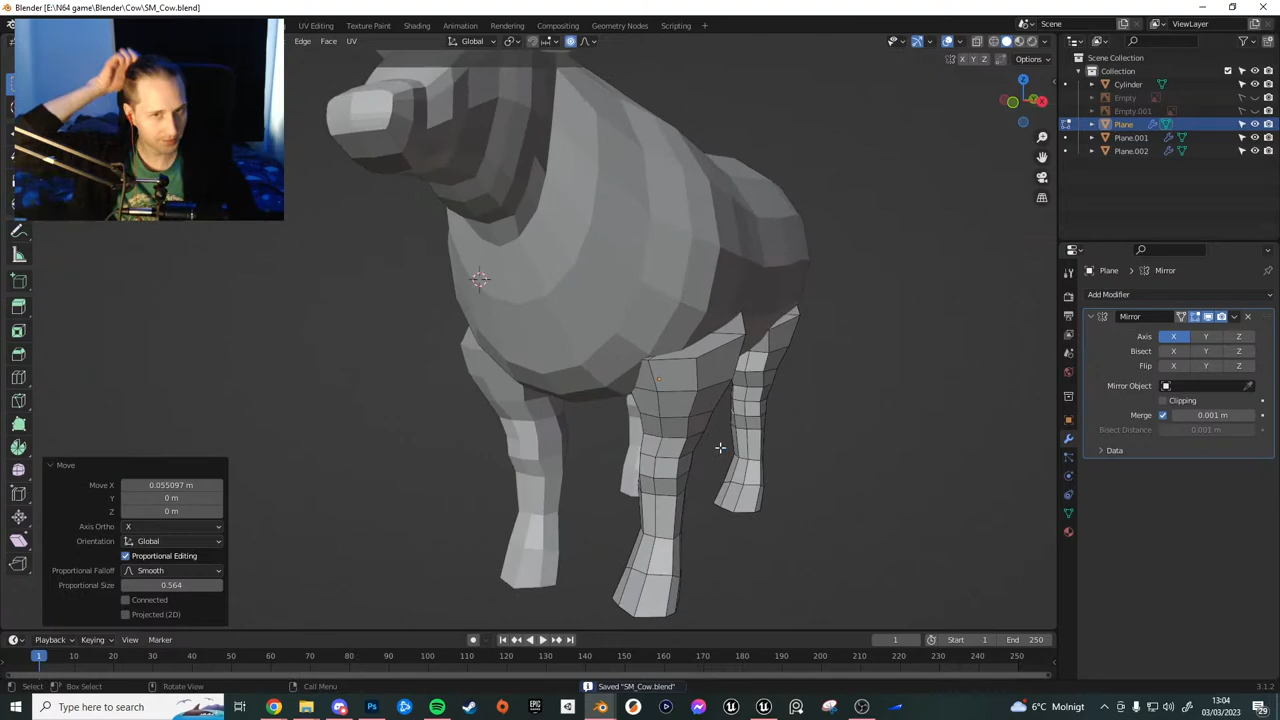 Blender [E:\N64 game\Blender\Cow\SM_Cow.blend]
UV Editing Texture Paint Shading Animation Rendering Compositing Geometry Nodes Scripting
Scene ViewLayer
Edge Face UV Global
X Y Z Options
Scene Collection
Collection
Cylinder
Empty
Empty.001
Plane
Plane.001
Plane.002
Z
X
Plane > Mirror
Add Modifier
Mirror
Axis X Y Z
Bisect X Y Z
Flip X Y Z
Mirror Object
Clipping
Merge 0.001 m
Bisect Distance 0.001 m
Data
Move
Move X 0.055097 m
Y 0 m
Z 0 m
Axis Ortho X
Orientation Global
Proportional Editing
Proportional Falloff Smooth
Proportional Size 0.564
Connected
Projected (2D)
Playback Keying View Marker
1 Start 1 End 250
1 10 20 30 40 50 60 70 80 90 100 110 120 130 140 150 160 170 180 190 200 210 220 230 240 250
Select Box Select Rotate View Call Menu Saved "SM_Cow.blend" 3.1.2
Type here to search
EPIC
6°C Molnigt
13:04
03/03/2023